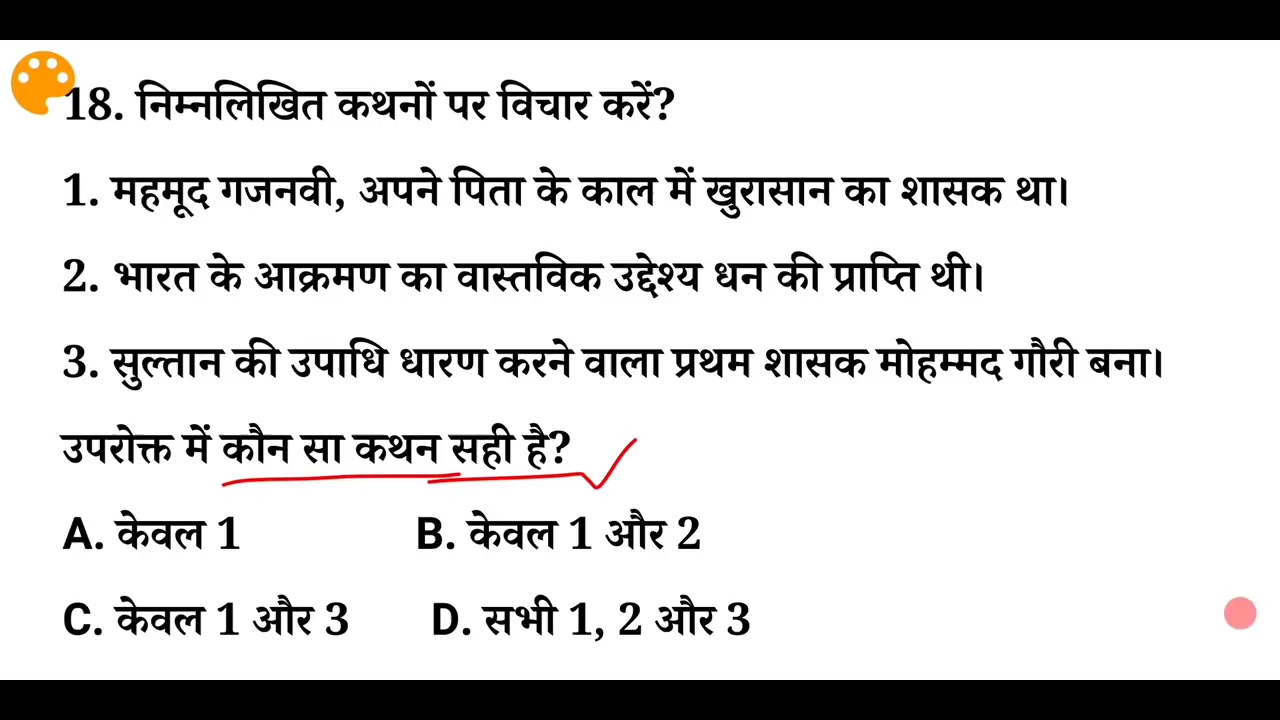 18. निम्नलिखित कथनों पर विचार करें?
1. महमूद गजनवी, अपने पिता के काल में खुरासान का शासक था।
2. भारत के आक्रमण का वास्तविक उद्देश्य धन की प्राप्ति थी।
3. सुल्तान की उपाधि धारण करने वाला प्रथम शासक मोहम्मद गौरी बना।
उपरोक्त में कौन सा कथन सही है?
A. केवल 1 B. केवल 1 और 2
C. केवल 1 और 3 D. सभी 1, 2 और 3